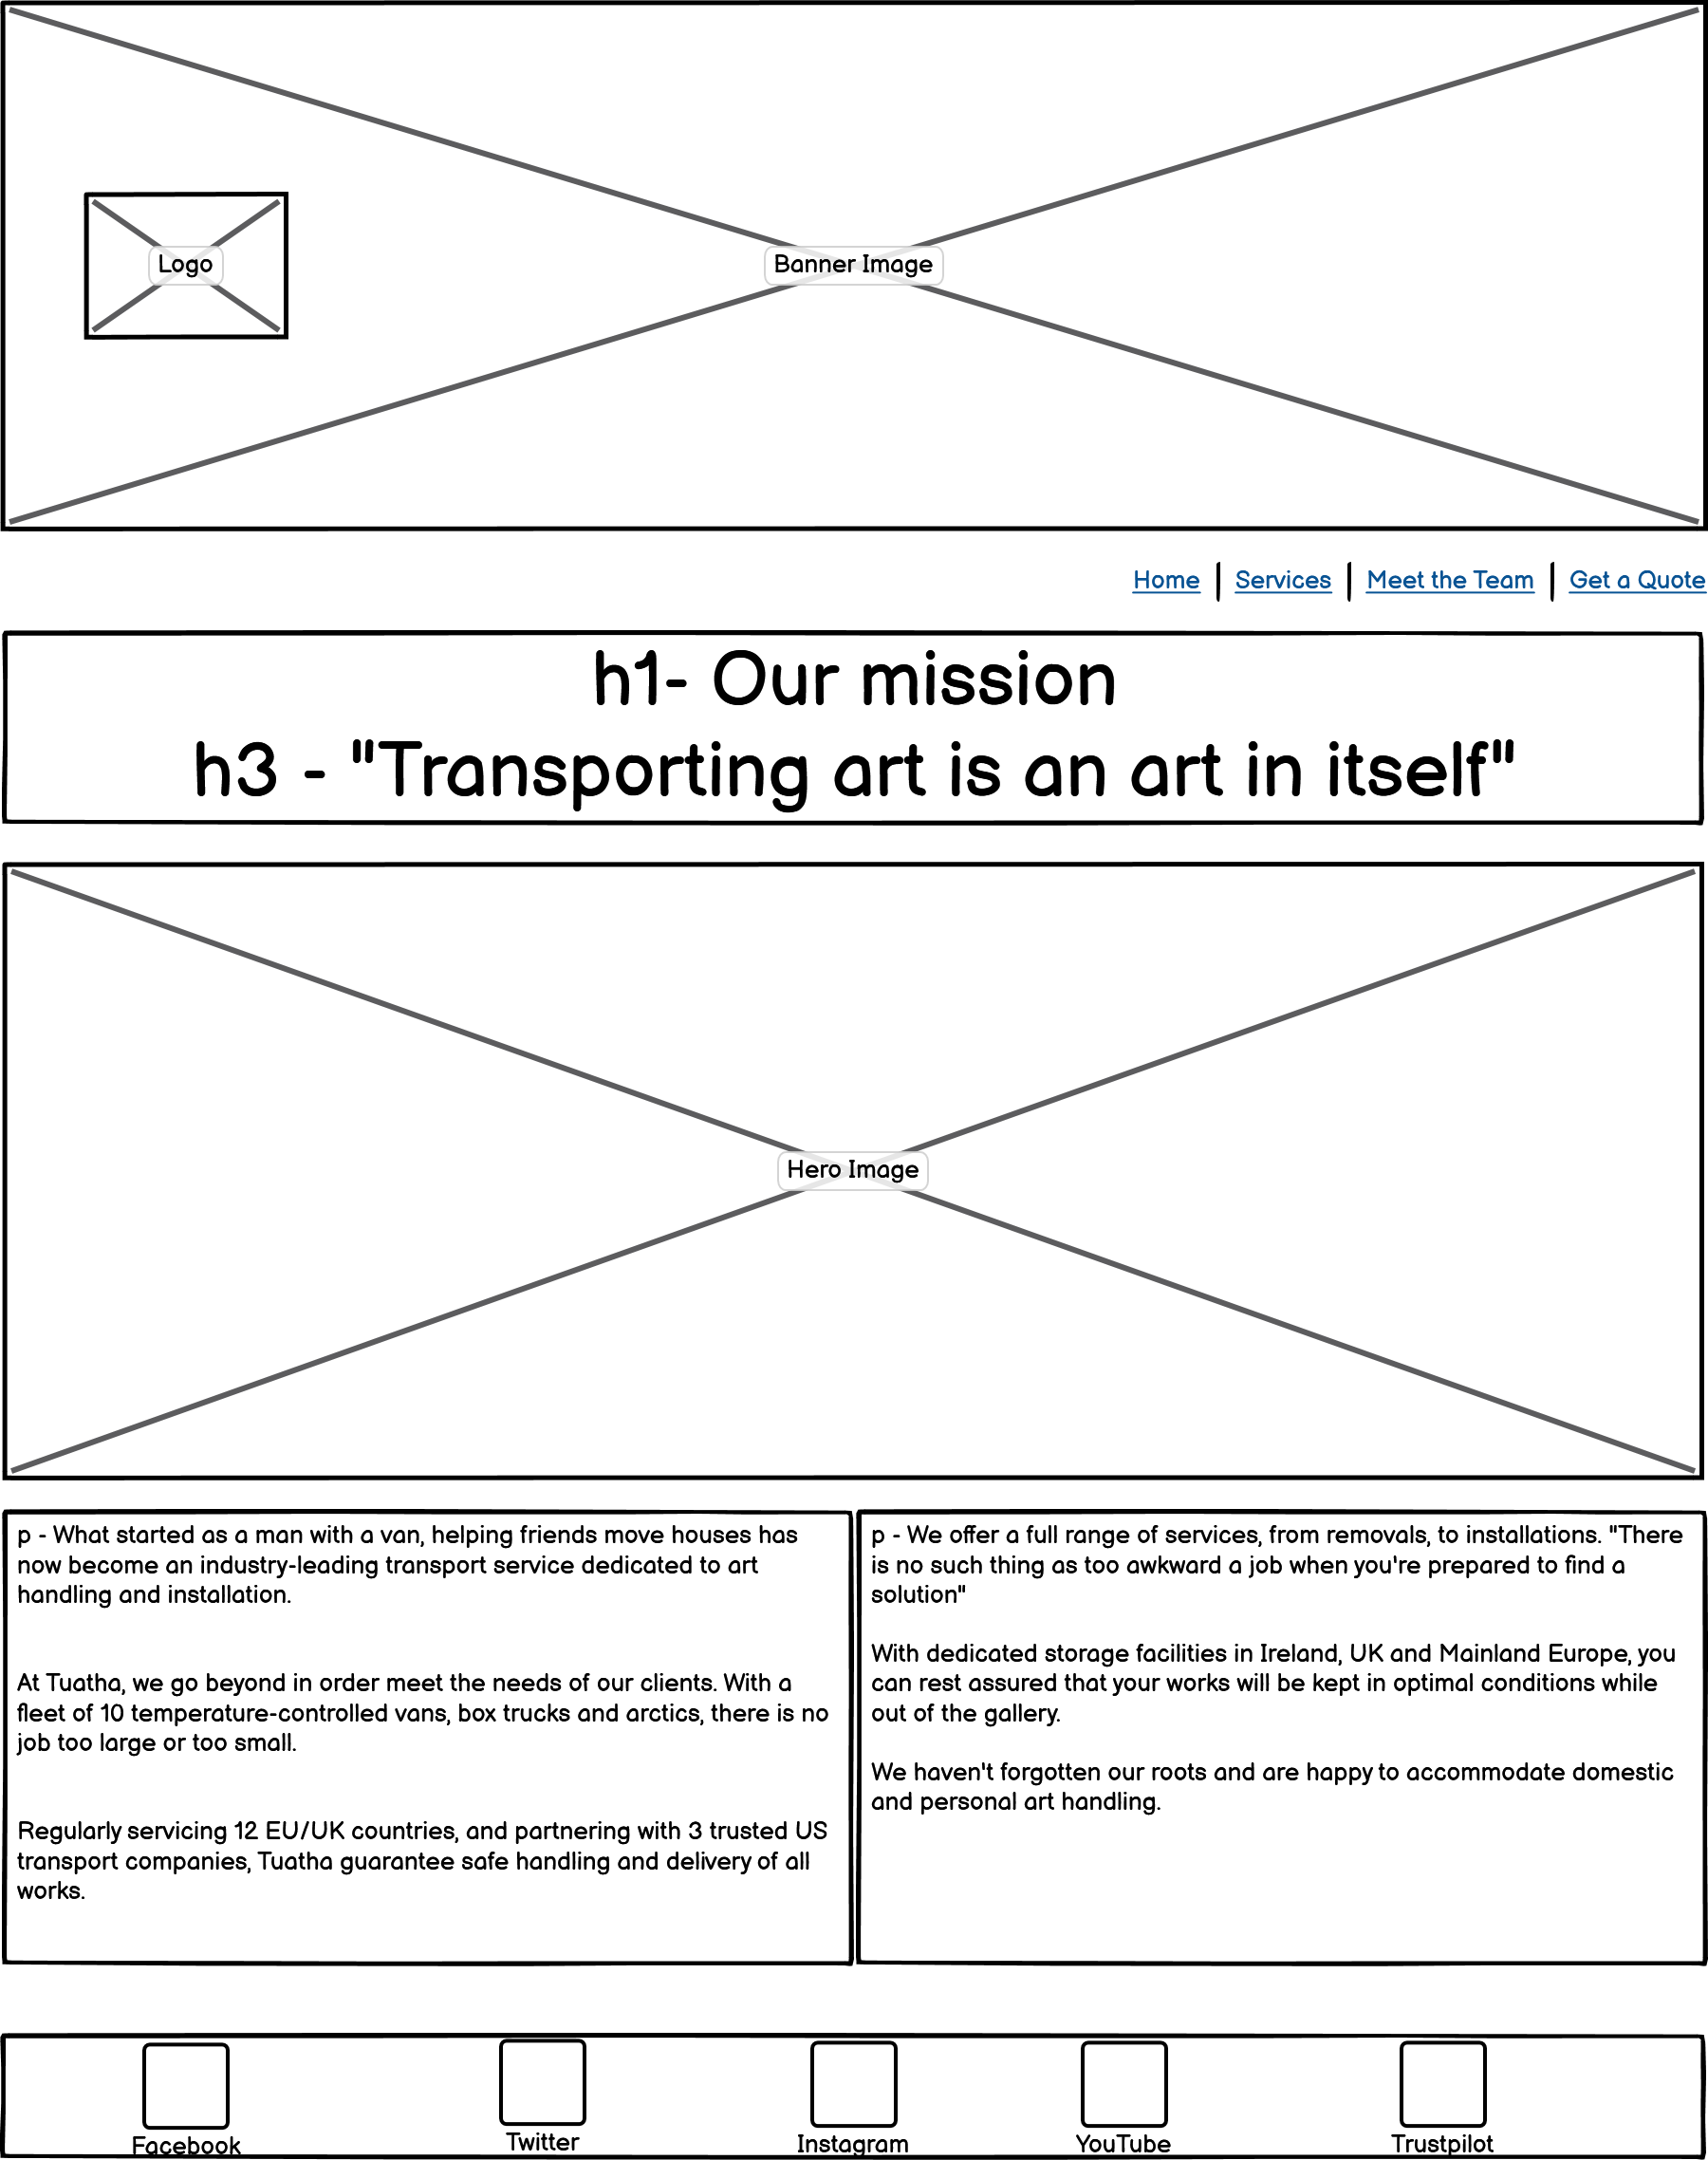 Logo
Banner Image
Home | Services | Meet the Team | Get a Quote
h1- Our mission
h3 - "Transporting art is an art in itself"
Hero Image
p - What started as a man with a van, helping friends move houses has
now become an industry-leading transport service dedicated to art
handling and installation.
At Tuatha, we go beyond in order meet the needs of our clients. With a
fleet of 10 temperature-controlled vans, box trucks and arctics, there is no
job too large or too small.
Regularly servicing 12 EU/UK countries, and partnering with 3 trusted US
transport companies, Tuatha guarantee safe handling and delivery of all
works.
p - We offer a full range of services, from removals, to installations. "There
is no such thing as too awkward a job when you're prepared to find a
solution"
With dedicated storage facilities in Ireland, UK and Mainland Europe, you
can rest assured that your works will be kept in optimal conditions while
out of the gallery.
We haven't forgotten our roots and are happy to accommodate domestic
and personal art handling.
Facebook
Twitter
Instagram
YouTube
Trustpilot